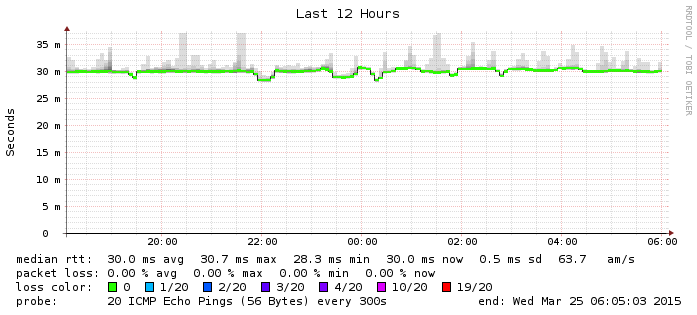 Last 12 Hours
RRDTOOL / TOBI OETIKER
Seconds
35 m
30 m
25 m
20 m
15 m
10 m
5 m
0
20:00 22:00 00:00 02:00 04:00 06:00
median rtt: 30.0 ms avg 30.7 ms max 28.3 ms min 30.0 ms now 0.5 ms sd 63.7 am/s
packet loss: 0.00 % avg 0.00 % max 0.00 % min 0.00 % now
loss color: 0 1/20 2/20 3/20 4/20 10/20 19/20
probe: 20 ICMP Echo Pings (56 Bytes) every 300s end: Wed Mar 25 06:05:03 2015